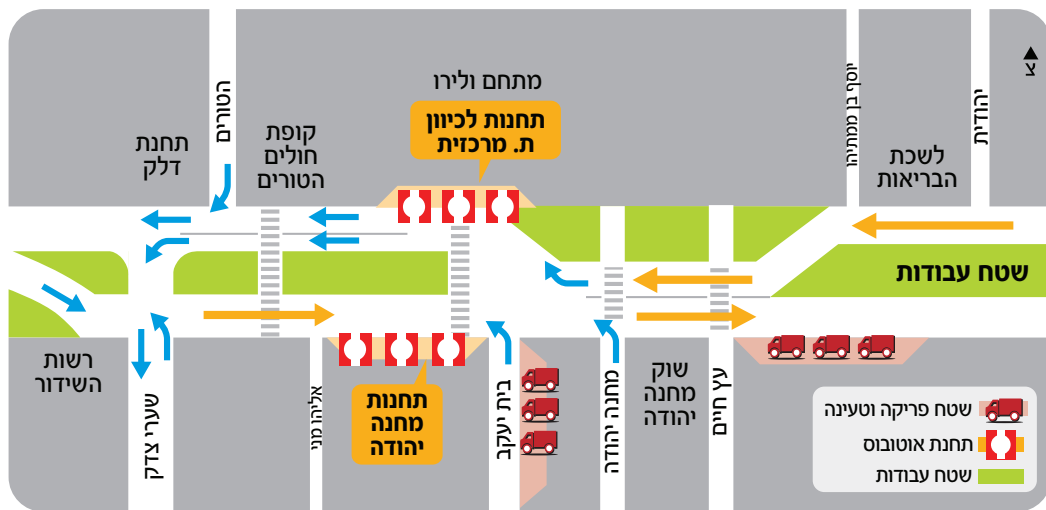 יהודית
יוסף בן מתתיהו
לשכת
הבריאות
מתחם ולירו
תחנות לכיוון
ת. מרכזית
קופת
חולים
הטורים
הטורים
תחנת
דלק
שטח עבודות
רשות
השידור
שערי צדק
אליהו מני
תחנות
מחנה
יהודה
בית יעקב
מחנה יהודה
שוק
מחנה
יהודה
עץ חיים
שטח פריקה וטעינה
תחנת אוטובוס
שטח עבודות